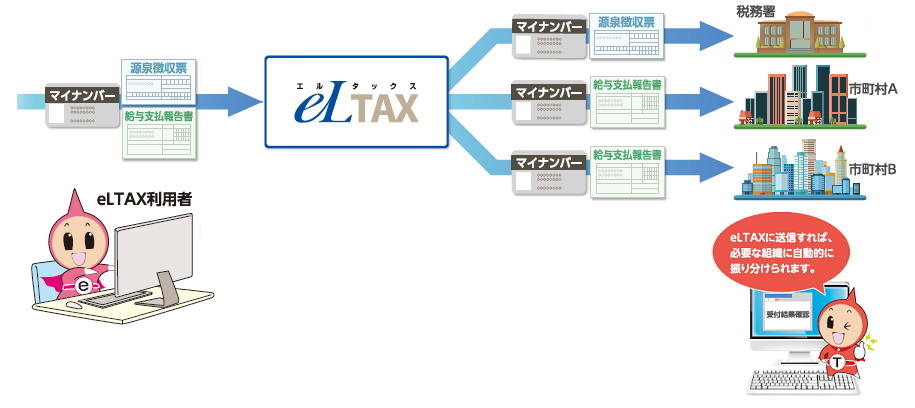 源泉徴収票
マイナンバー
給与支払報告書
eLTAX利用者
エルタックス
eLTAX
マイナンバー
源泉徴収票
税務署
マイナンバー
給与支払報告書
市町村A
マイナンバー
給与支払報告書
市町村B
eLTAXに送信すれば、
必要な組織に自動的に
振り分けられます。
受付結果確認
e
T